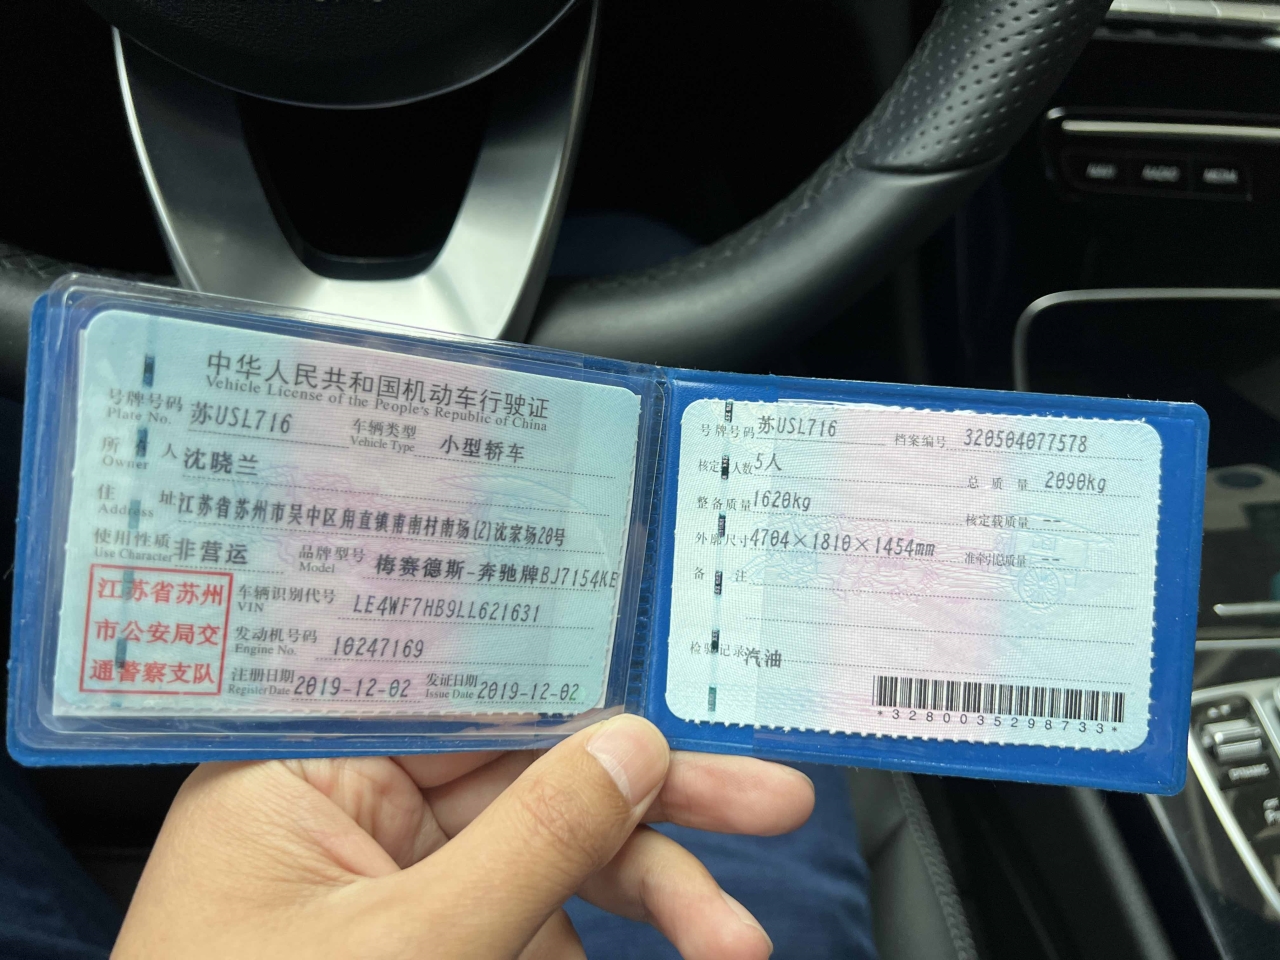 中华人民共和国机动车行驶证
Vehicle License of the People's Republic of China
号牌号码 苏USL716 车辆类型 小型轿车
Plate No. Vehicle Type
所 有 人 沈晓兰
Owner
住 址 江苏省苏州市吴中区甪直镇甫南村南场(2)沈家场20号
Address
使用性质 非营运 品牌型号 梅赛德斯-奔驰牌BJ7154KE
Use Character Model
江苏省苏州
市公安局交
通警察支队
车辆识别代号 LE4WF7HB9LL621631
VIN
发动机号码 10247169
Engine No.
注册日期 2019-12-02 发证日期 2019-12-02
Register Date Issue Date
号牌号码 苏USL716 档案编号 320504077578
核定 人数 5人 总 质 量 2090kg
整备质量 1620kg 核定载质量 --
外廓尺寸 4704×1810×1454mm 准牵引总质量 --
备 注
检验记录 汽油
*3280035298733*
RADIO MEDIA
DYNAMIC